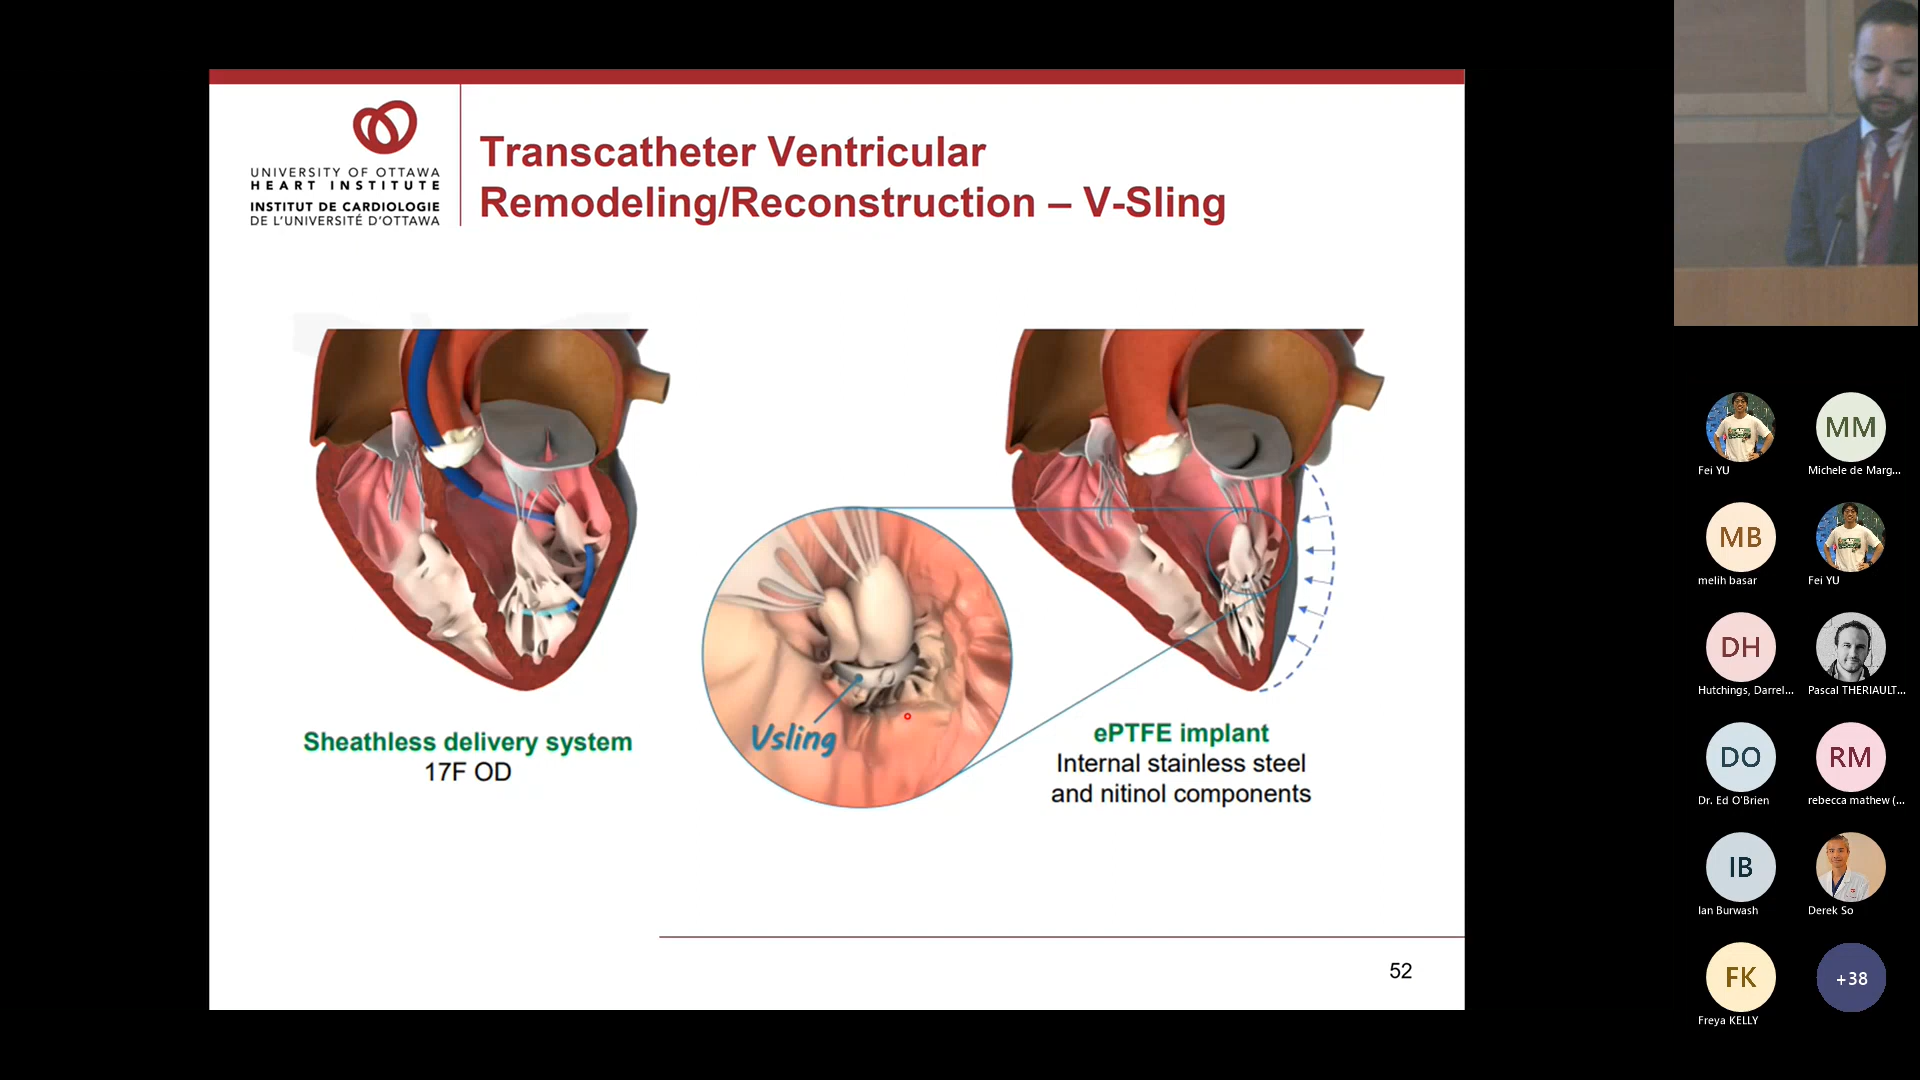 UNIVERSITY OF OTTAWA
HEART INSTITUTE
INSTITUT DE CARDIOLOGIE
DE L'UNIVERSITÉ D'OTTAWA
Transcatheter Ventricular
Remodeling/Reconstruction – V-Sling
Sheathless delivery system
17F OD
Vsling
ePTFE implant
Internal stainless steel
and nitinol components
52
Fei YU
MM
Michele de Marg...
MB
melih basar
Fei YU
DH
Hutchings, Darrel...
Pascal THERIAULT...
DO
Dr. Ed O'Brien
RM
rebecca mathew (...
IB
Ian Burwash
Derek So
FK
Freya KELLY
+38